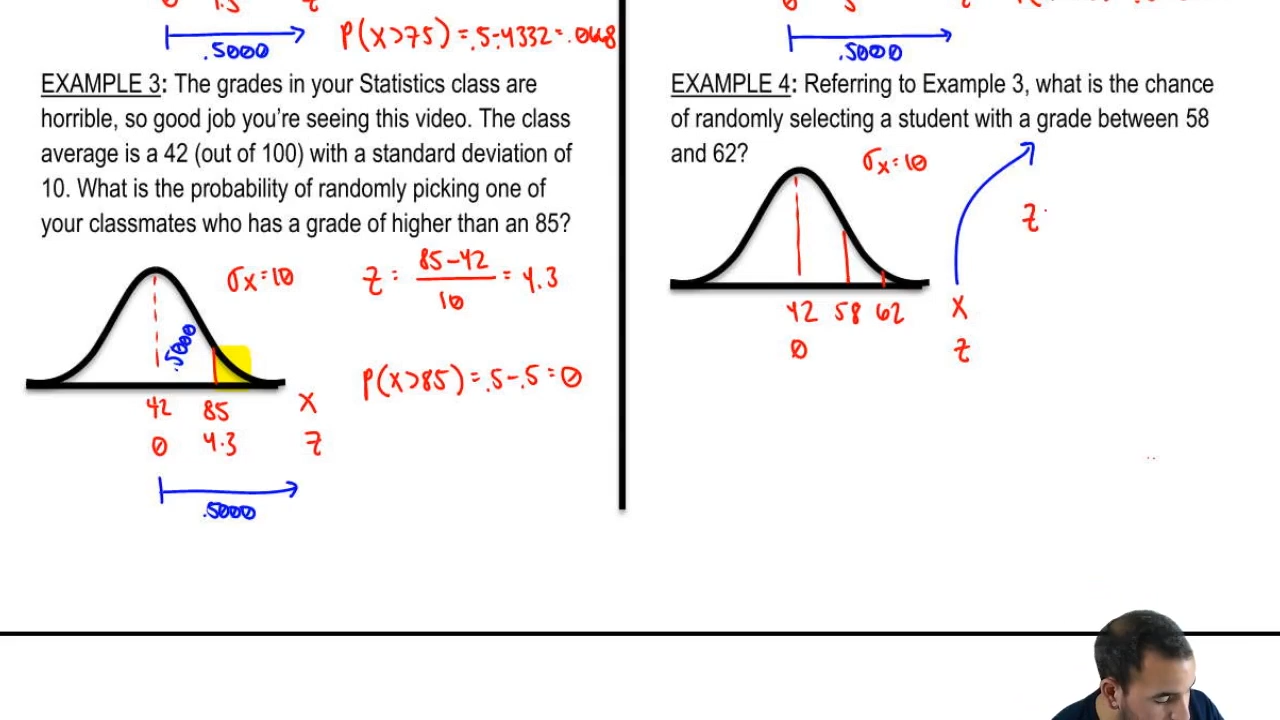 .5000
P(X>75) = .5-.4332 = .0668
.5000
EXAMPLE 3: The grades in your Statistics class are
horrible, so good job you’re seeing this video. The class
average is a 42 (out of 100) with a standard deviation of
10. What is the probability of randomly picking one of
your classmates who has a grade of higher than an 85?
σx = 10
Z = 85-42 / 10 = 4.3
.5000
P(X>85) = .5-.5 = 0
42 85 X
0 4.3 Z
.5000
EXAMPLE 4: Referring to Example 3, what is the chance
of randomly selecting a student with a grade between 58
and 62?
σx = 10
Z
42 58 62 X
0 Z